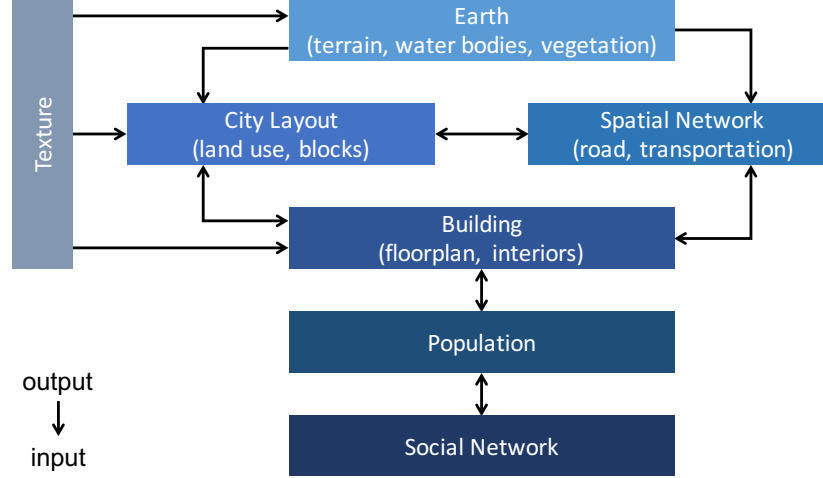 Texture
Earth
(terrain, water bodies, vegetation)
City Layout
(land use, blocks)
Spatial Network
(road, transportation)
Building
(floorplan, interiors)
Population
Social Network
output
input